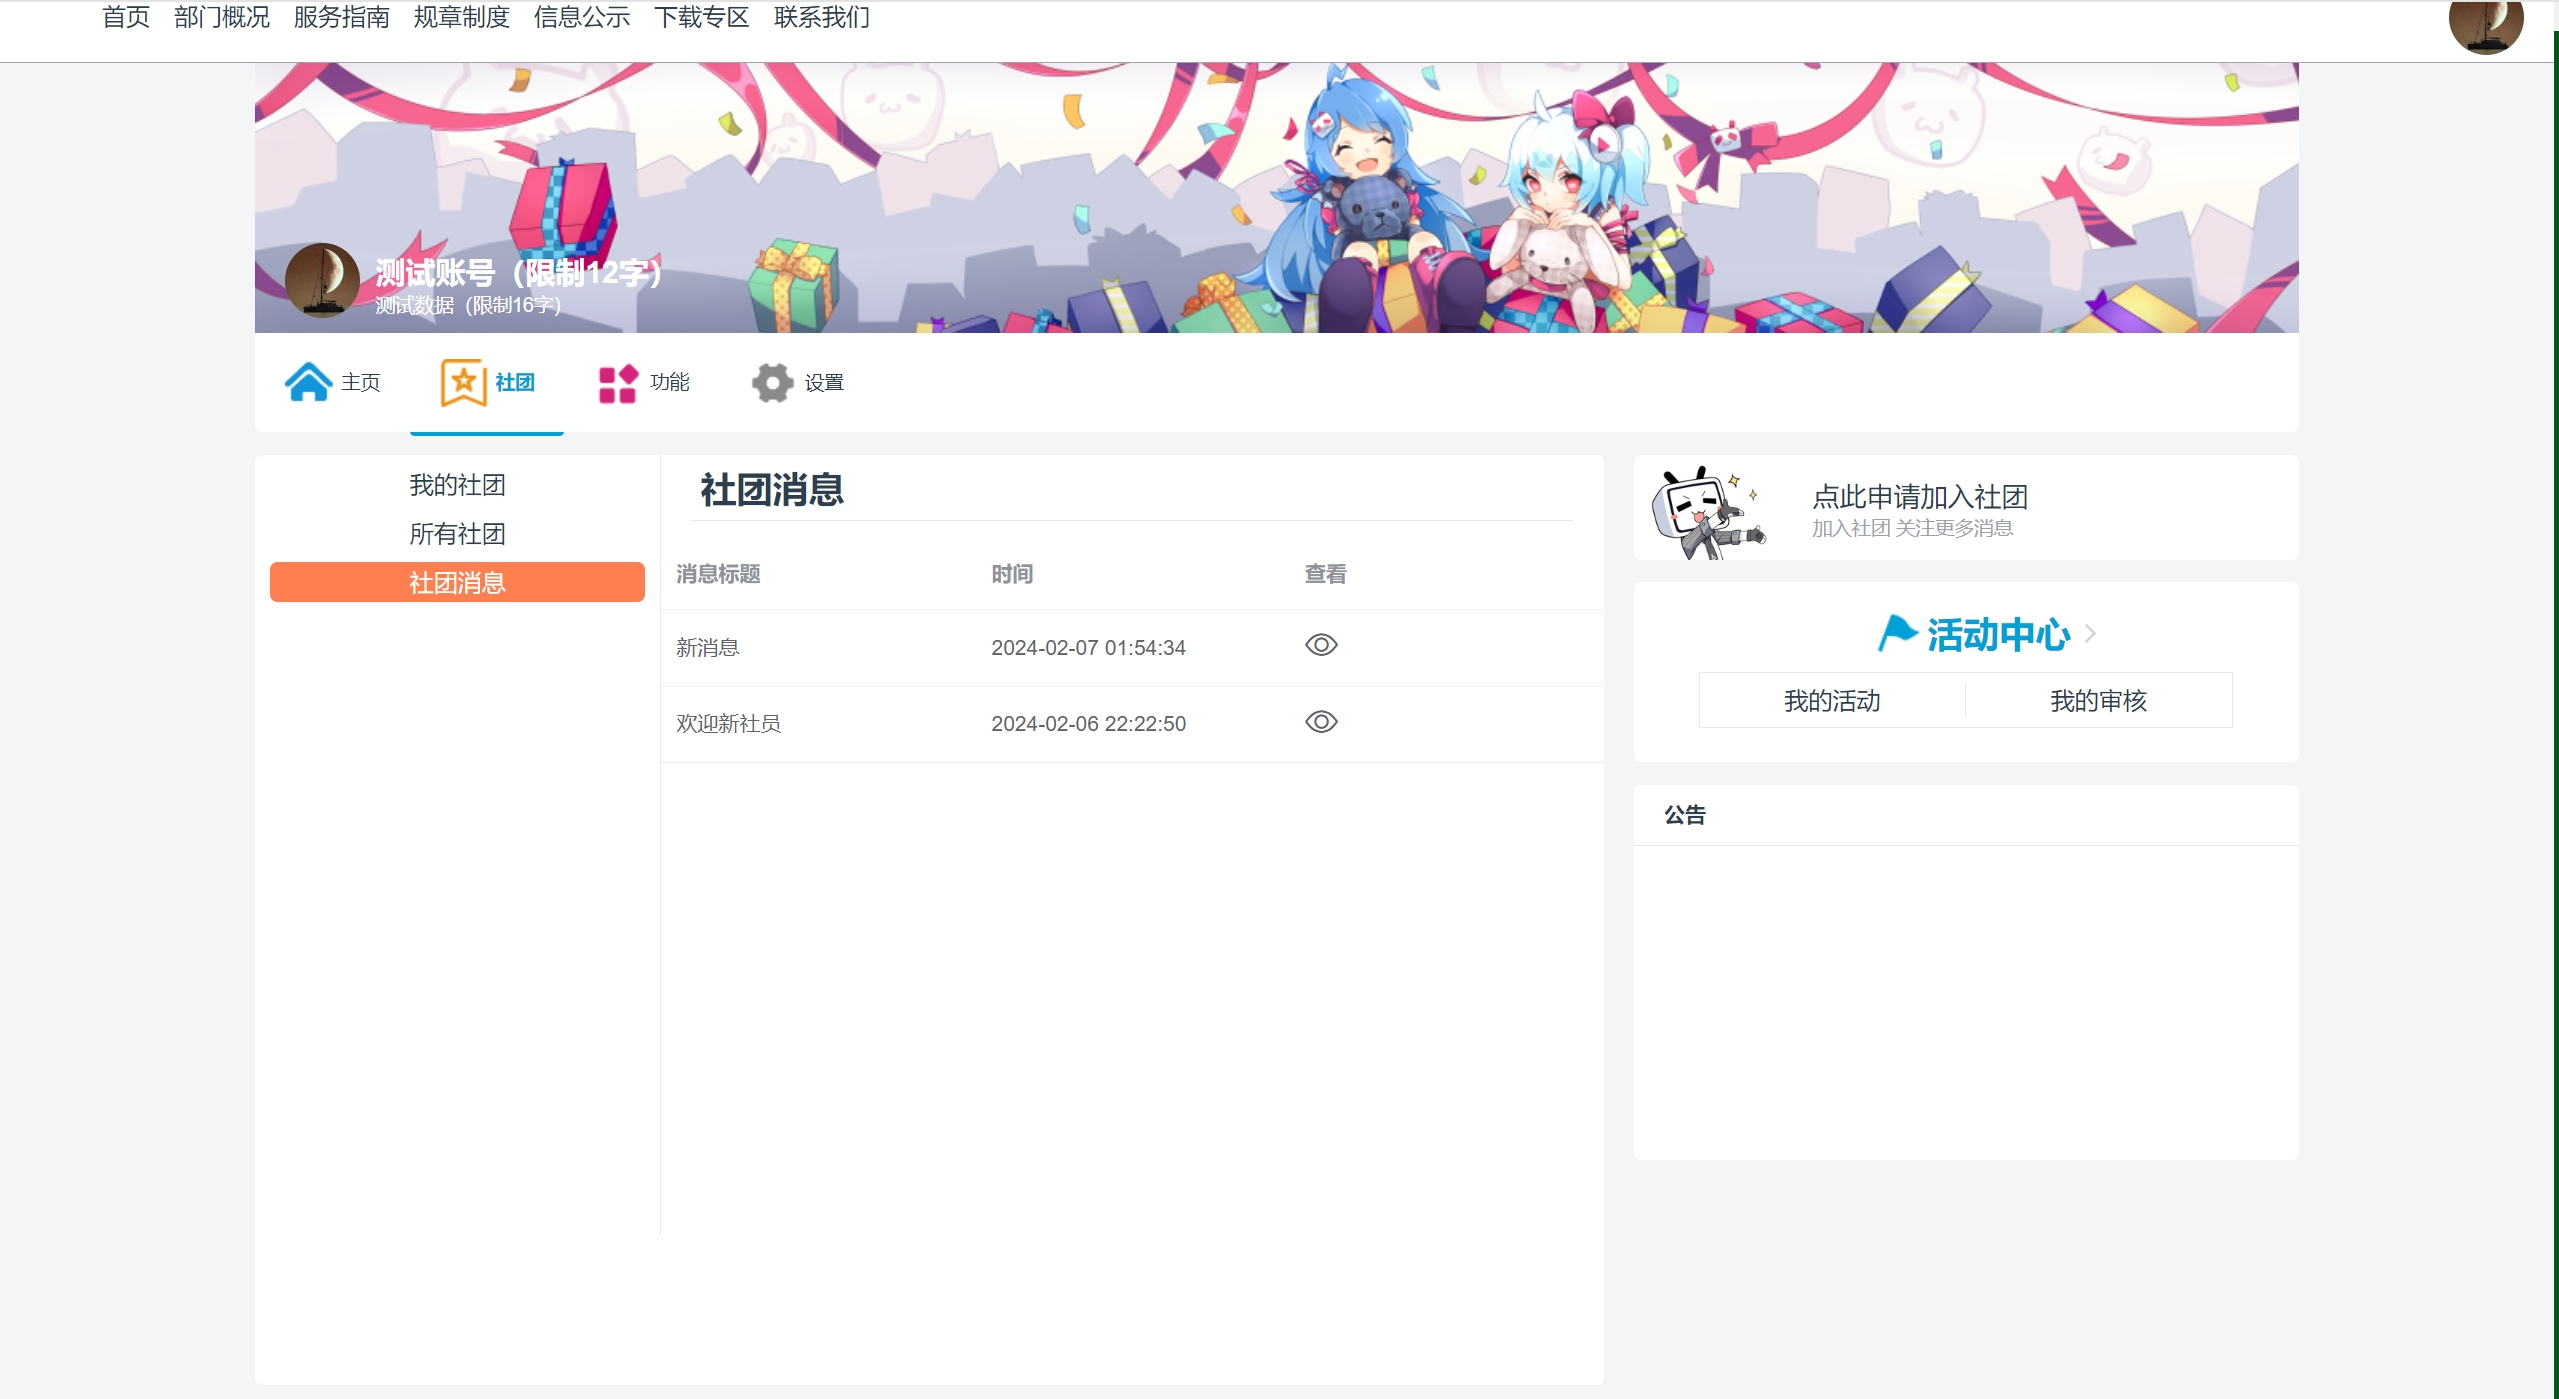 首页 部门概况 服务指南 规章制度 信息公示 下载专区 联系我们
测试账号（限制12字）
测试数据（限制16字）
主页 社团 功能 设置
我的社团
所有社团
社团消息
社团消息
消息标题 时间 查看
新消息 2024-02-07 01:54:34
欢迎新社员 2024-02-06 22:22:50
点此申请加入社团
加入社团 关注更多消息
活动中心
我的活动 我的审核
公告